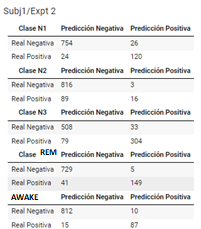 Subj1/Expt 2
Clase N1 Predicción Negativa Predicción Positiva
Real Negativa 754 26
Real Positiva 24 120
Clase N2 Predicción Negativa Predicción Positiva
Real Negativa 816 3
Real Positiva 89 16
Clase N3 Predicción Negativa Predicción Positiva
Real Negativa 508 33
Real Positiva 79 304
Clase REM Predicción Negativa Predicción Positiva
Real Negativa 729 5
Real Positiva 41 149
AWAKE Predicción Negativa Predicción Positiva
Real Negativa 812 10
Real Positiva 15 87